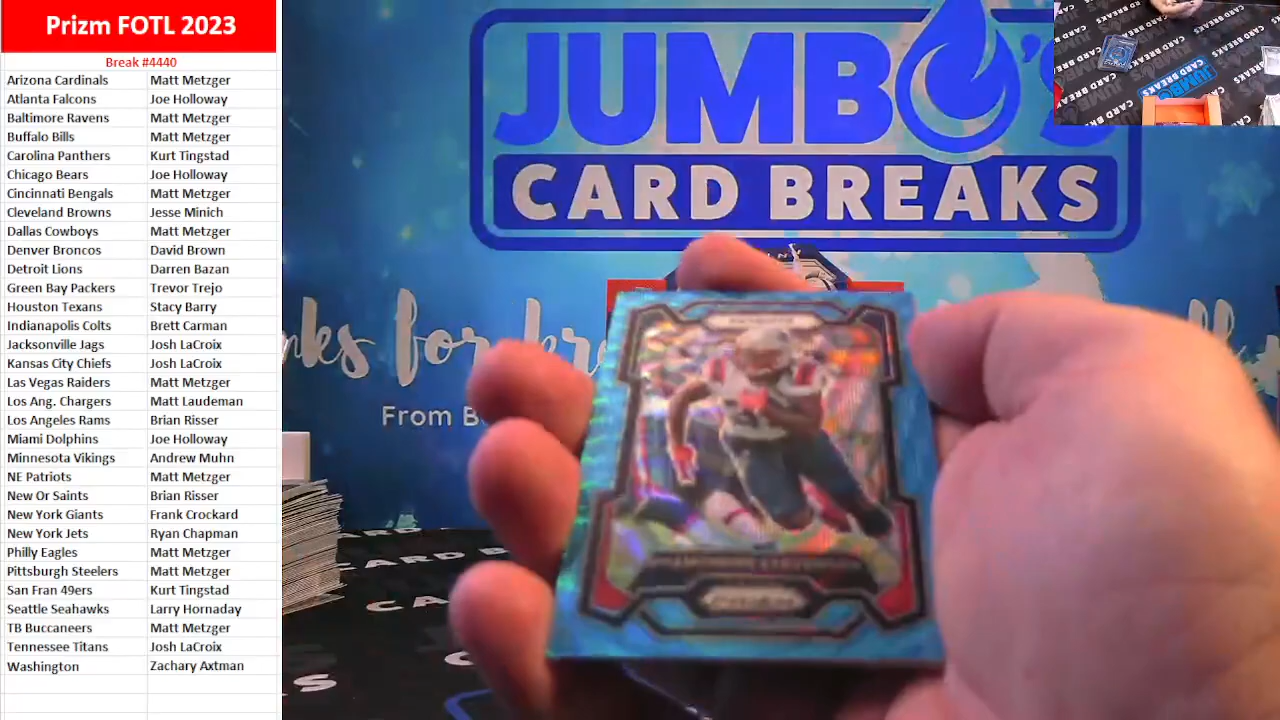 Prizm FOTL 2023
Break #4440
Arizona Cardinals Matt Metzger
Atlanta Falcons Joe Holloway
Baltimore Ravens Matt Metzger
Buffalo Bills Matt Metzger
Carolina Panthers Kurt Tingstad
Chicago Bears Joe Holloway
Cincinnati Bengals Matt Metzger
Cleveland Browns Jesse Minich
Dallas Cowboys Matt Metzger
Denver Broncos David Brown
Detroit Lions Darren Bazan
Green Bay Packers Trevor Trejo
Houston Texans Stacy Barry
Indianapolis Colts Brett Carman
Jacksonville Jags Josh LaCroix
Kansas City Chiefs Josh LaCroix
Las Vegas Raiders Matt Metzger
Los Ang. Chargers Matt Laudeman
Los Angeles Rams Brian Risser
Miami Dolphins Joe Holloway
Minnesota Vikings Andrew Muhn
NE Patriots Matt Metzger
New Or Saints Brian Risser
New York Giants Frank Crockard
New York Jets Ryan Chapman
Philly Eagles Matt Metzger
Pittsburgh Steelers Matt Metzger
San Fran 49ers Kurt Tingstad
Seattle Seahawks Larry Hornaday
TB Buccaneers Matt Metzger
Tennessee Titans Josh LaCroix
Washington Zachary Axtman
JUMBO'S
CARD BREAKS
for
From
CARD
JUMBO
CARD BREAKS